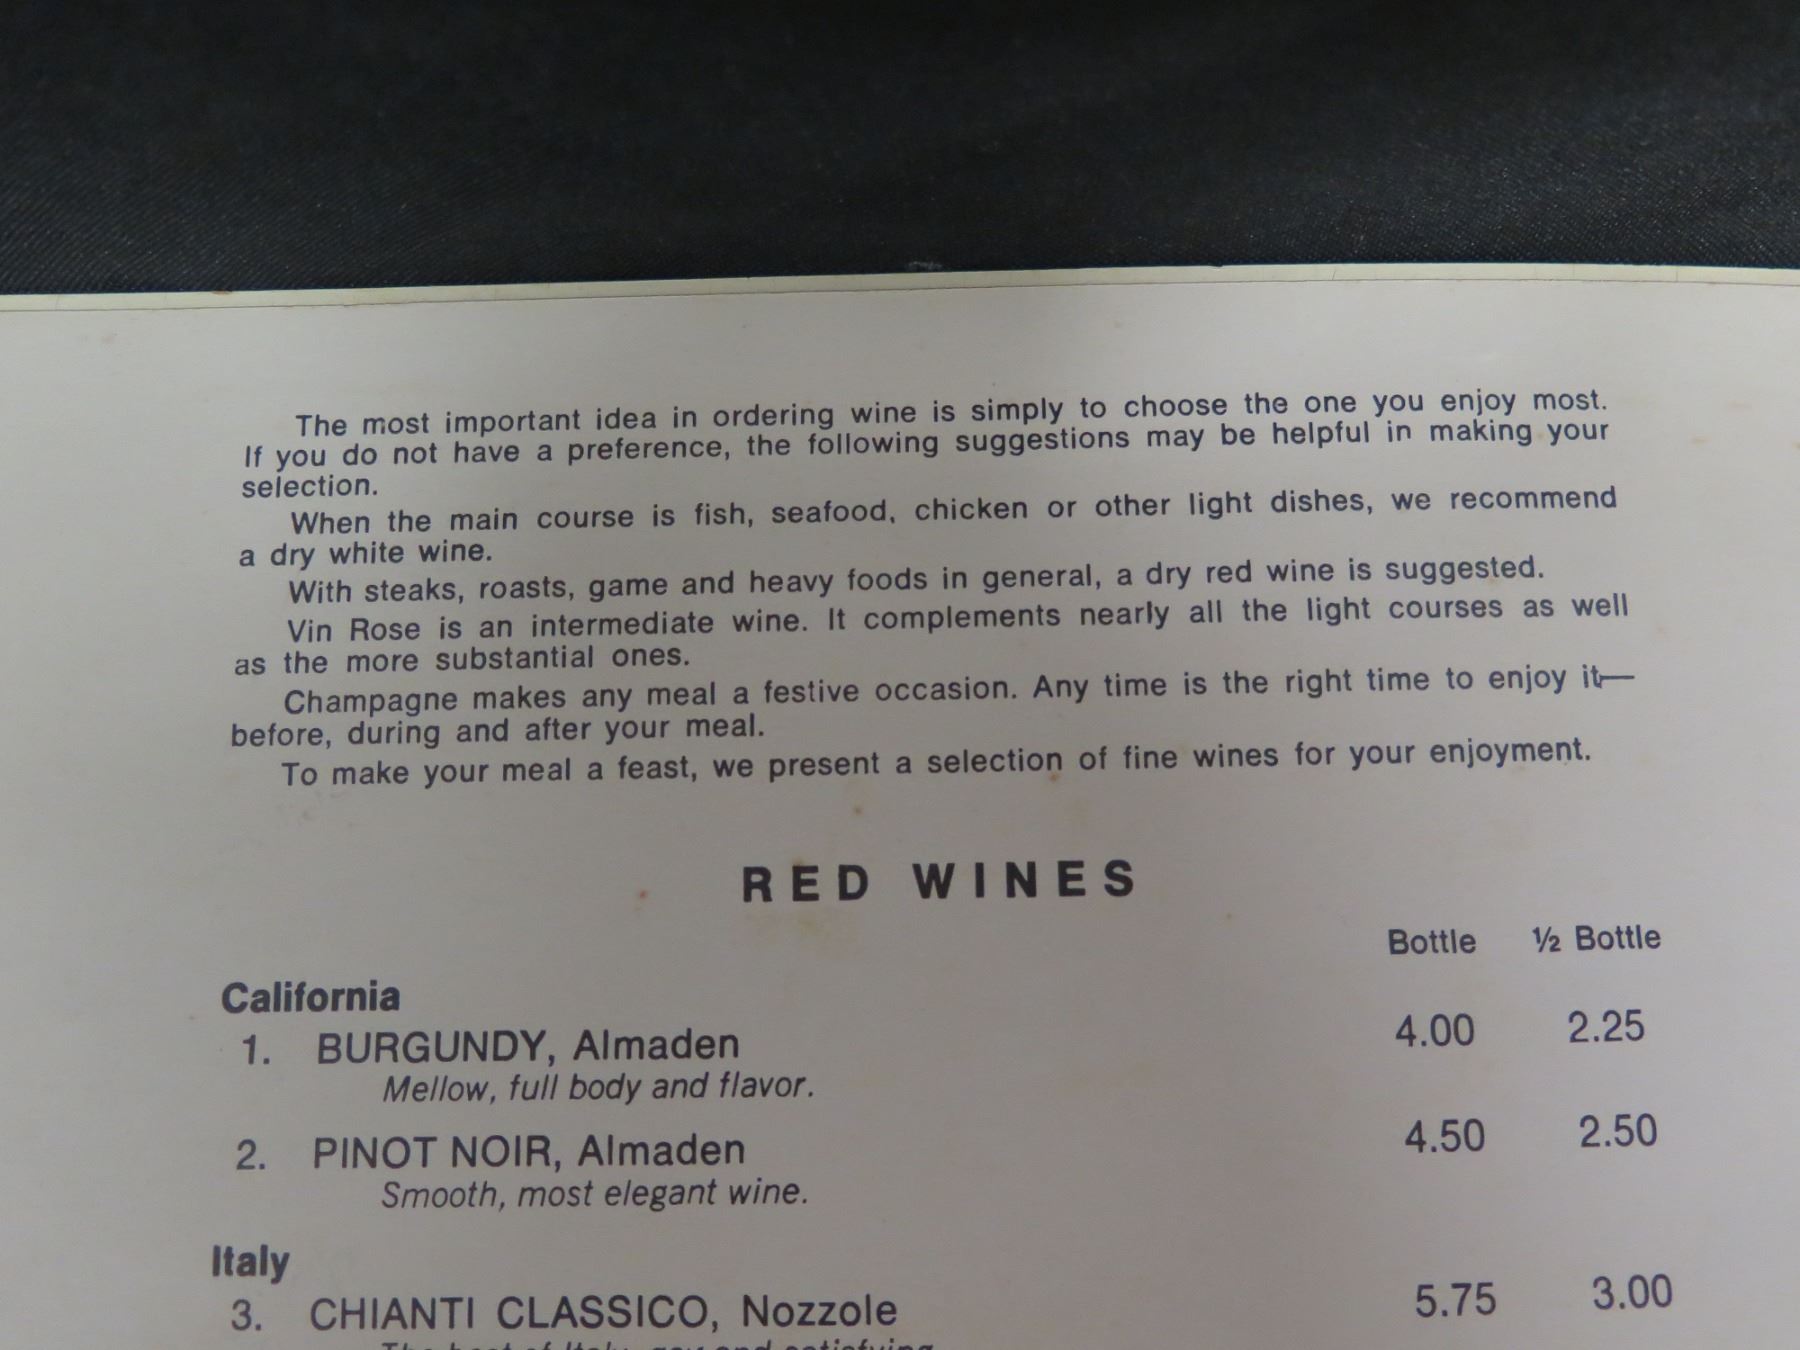 The most important idea in ordering wine is simply to choose the one you enjoy most.
If you do not have a preference, the following suggestions may be helpful in making your
selection.
When the main course is fish, seafood, chicken or other light dishes, we recommend
a dry white wine.
With steaks, roasts, game and heavy foods in general, a dry red wine is suggested.
Vin Rose is an intermediate wine. It complements nearly all the light courses as well
as the more substantial ones.
Champagne makes any meal a festive occasion. Any time is the right time to enjoy it—
before, during and after your meal.
To make your meal a feast, we present a selection of fine wines for your enjoyment.
RED WINES
Bottle ½ Bottle
California
1. BURGUNDY, Almaden 4.00 2.25
Mellow, full body and flavor.
2. PINOT NOIR, Almaden 4.50 2.50
Smooth, most elegant wine.
Italy
3. CHIANTI CLASSICO, Nozzole 5.75 3.00
The best of Italy, gay and satisfying